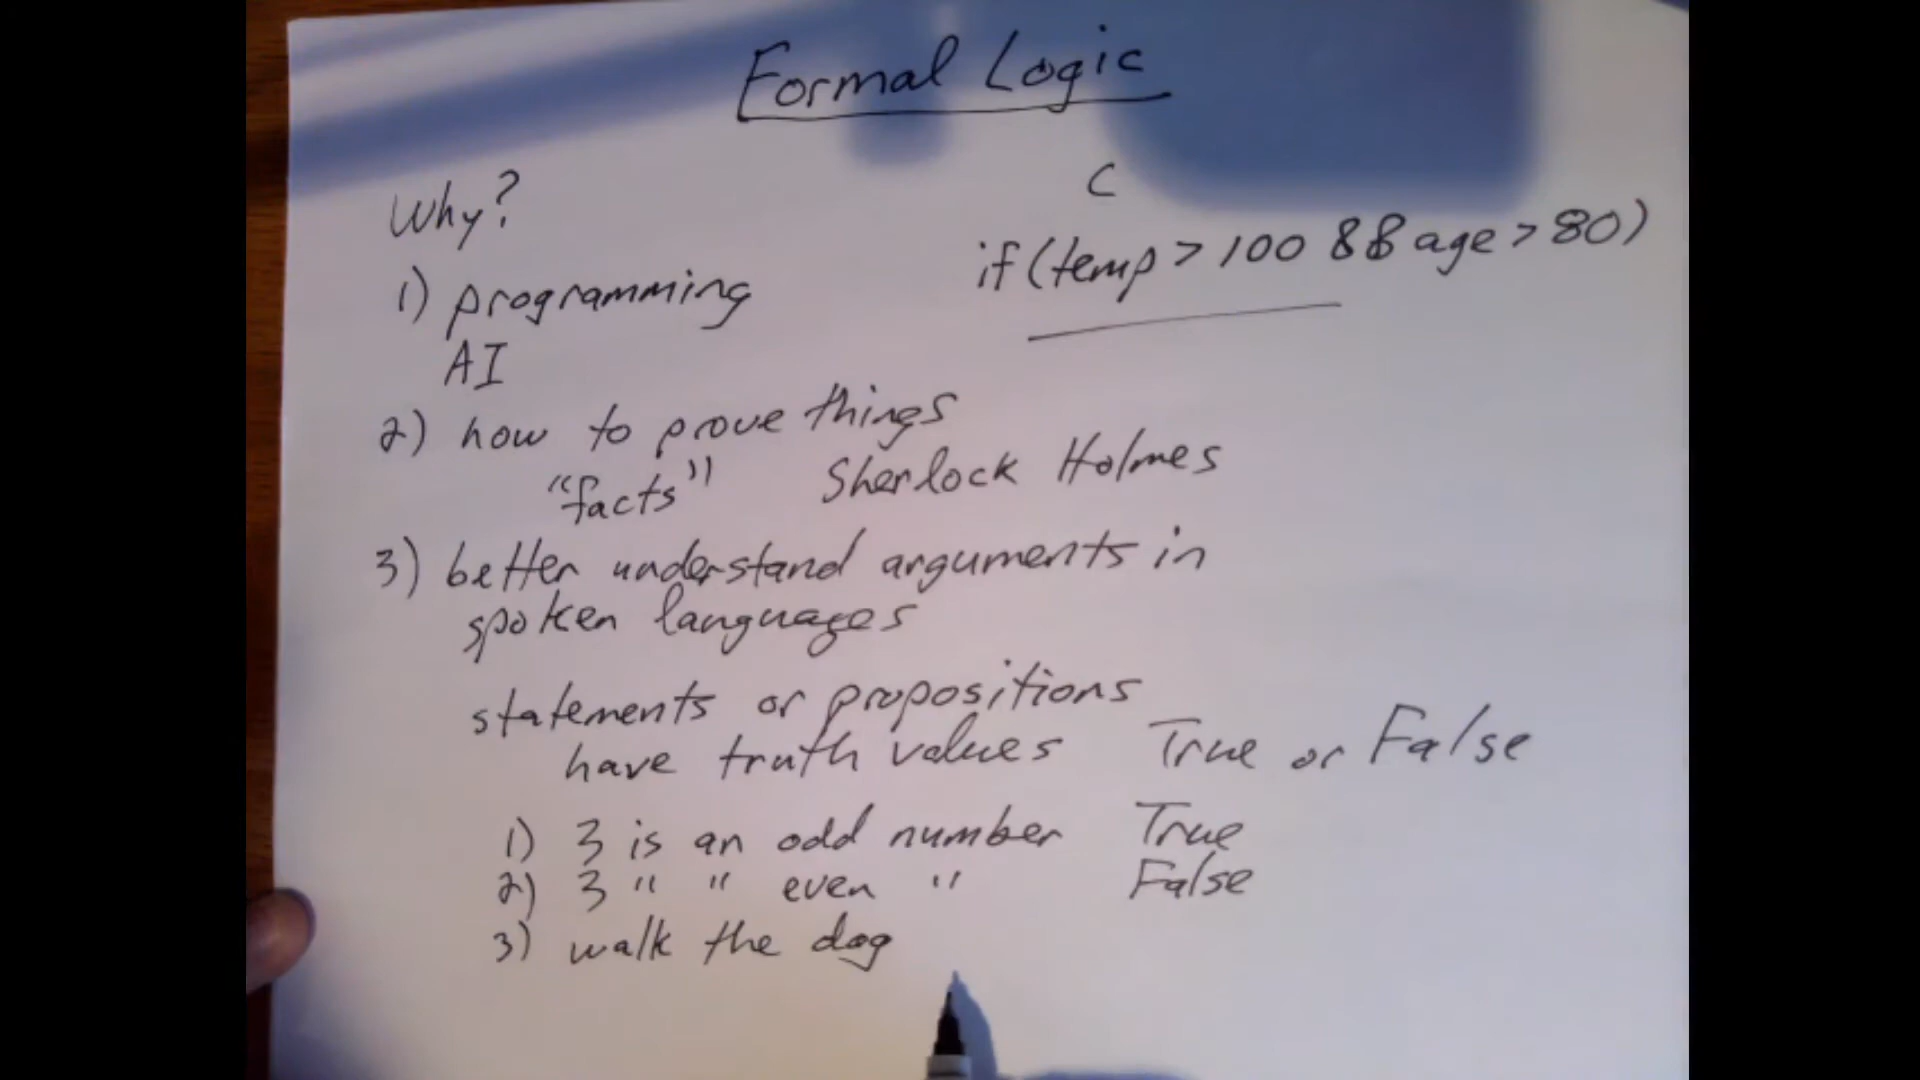 Formal Logic
Why?
C
1) programming
if (temp > 100 && age > 80)
AI
2) how to prove things
"facts" Sherlock Holmes
3) better understand arguments in
spoken languages
statements or propositions
have truth values True or False
1) 3 is an odd number True
2) 3 " " even " False
3) walk the dog